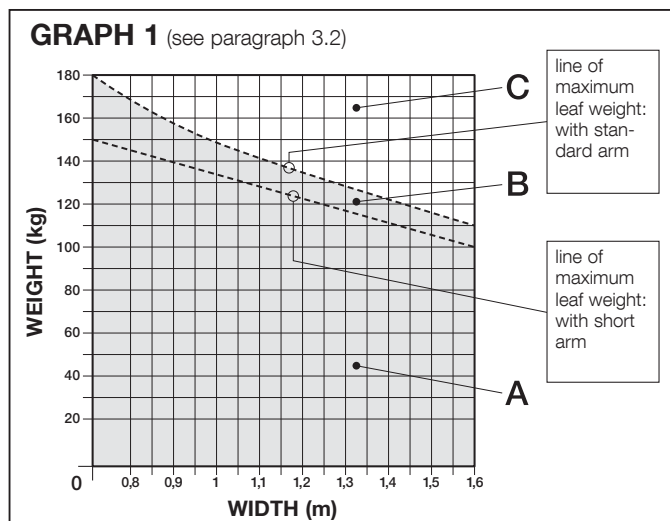 GRAPH 1 (see paragraph 3.2)
180
160
140
120
100
80
60
40
20
0
WEIGHT (kg)
0,8 0,9 1 1,1 1,2 1,3 1,4 1,5 1,6
WIDTH (m)
C
B
A
line of
maximum
leaf weight:
with stan-
dard arm
line of
maximum
leaf weight:
with short
arm